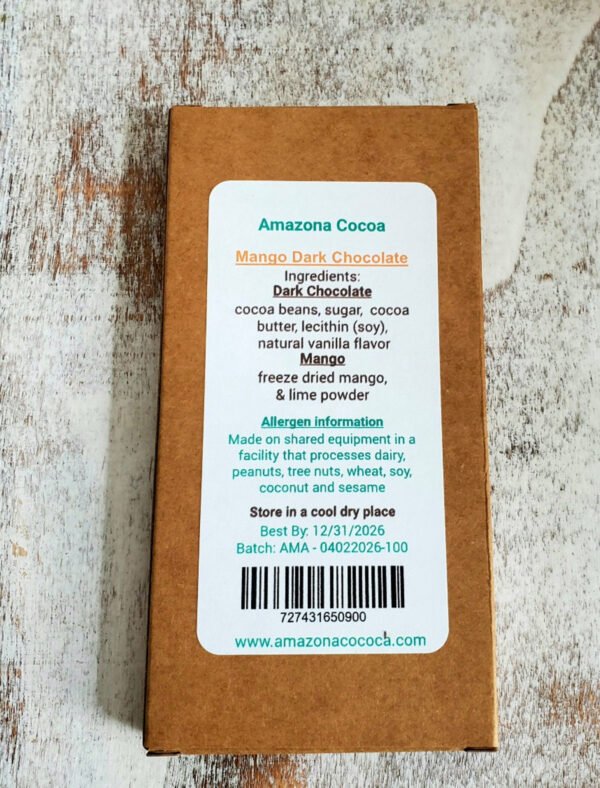 Amazona Cocoa
Mango Dark Chocolate
Ingredients:
Dark Chocolate
cocoa beans, sugar, cocoa
butter, lecithin (soy),
natural vanilla flavor
Mango
freeze dried mango,
& lime powder
Allergen information
Made on shared equipment in a
facility that processes dairy,
peanuts, tree nuts, wheat, soy,
coconut and sesame
Store in a cool dry place
Best By: 12/31/2026
Batch: AMA - 04022026-100
727431650900
www.amazonacococa.com